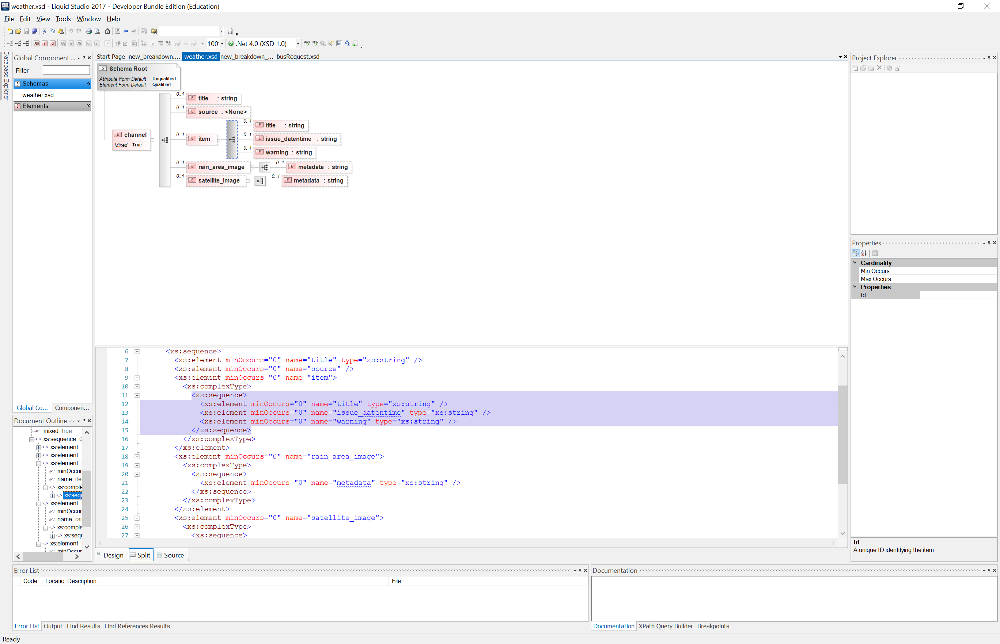 weather.xsd - Liquid Studio 2017 - Developer Bundle Edition (Education)
File Edit View Tools Window Help
100% .Net 4.0 (XSD 1.0)
Database Explorer
Global Component ...
Filter
Schemas
weather.xsd
Elements
Global Co... Componen...
Start Page new_breakdown.... weather.xsd new_breakdown_... busRequest.xsd
Schema Root
Attribute Form Default Unqualified
Element Form Default Qualified
0..1 title : string
0..1 source : <None>
0..1 title : string
channel
Mixed True
0..1 item 0..1 issue_datentime : string
0..1 warning : string
0..1 rain_area_image 0..1 metadata : string
0..1 satellite_image 0..1 metadata : string
6 <xs:sequence>
7 <xs:element minOccurs="0" name="title" type="xs:string" />
8 <xs:element minOccurs="0" name="source" />
9 <xs:element minOccurs="0" name="item">
10 <xs:complexType>
11 <xs:sequence>
12 <xs:element minOccurs="0" name="title" type="xs:string" />
13 <xs:element minOccurs="0" name="issue_datentime" type="xs:string" />
14 <xs:element minOccurs="0" name="warning" type="xs:string" />
15 </xs:sequence>
16 </xs:complexType>
17 </xs:element>
18 <xs:element minOccurs="0" name="rain_area_image">
19 <xs:complexType>
20 <xs:sequence>
21 <xs:element minOccurs="0" name="metadata" type="xs:string" />
22 </xs:sequence>
23 </xs:complexType>
24 </xs:element>
25 <xs:element minOccurs="0" name="satellite_image">
26 <xs:complexType>
27 <xs:sequence>
Design Split Source
Document Outline
mixed true
xs:sequence
xs:element
xs:element
xs:element
minOccur
name ite
xs:comple
xs:sequ
xs:element
minOccur
name rai
xs:comple
xs:sequ
xs:element
minOccur
Project Explorer
Properties
Cardinality
Min Occurs
Max Occurs
Properties
Id
Id
A unique ID identifying the item
Error List
Code Locatic Description File
Error List Output Find Results Find References Results
Documentation
Documentation XPath Query Builder Breakpoints
Ready